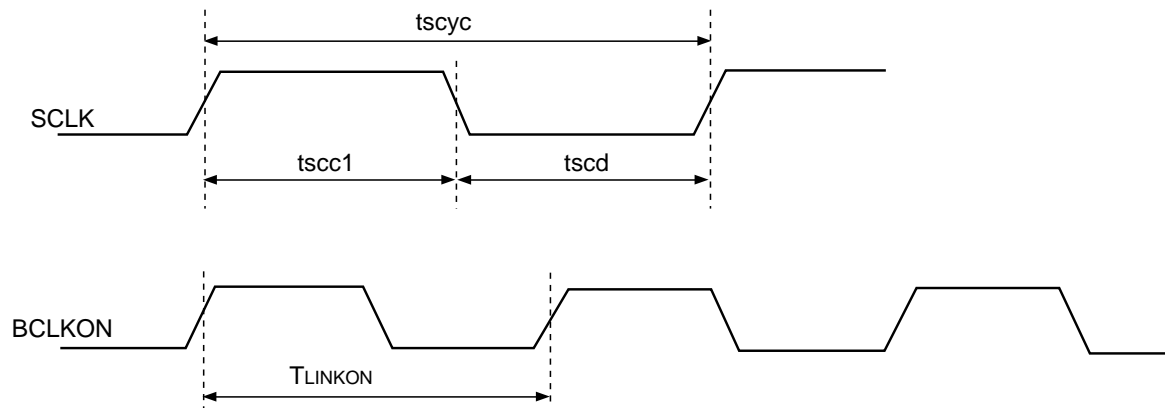 tscyc
SCLK
tscc1
tscd
BCLKON
TLINKON